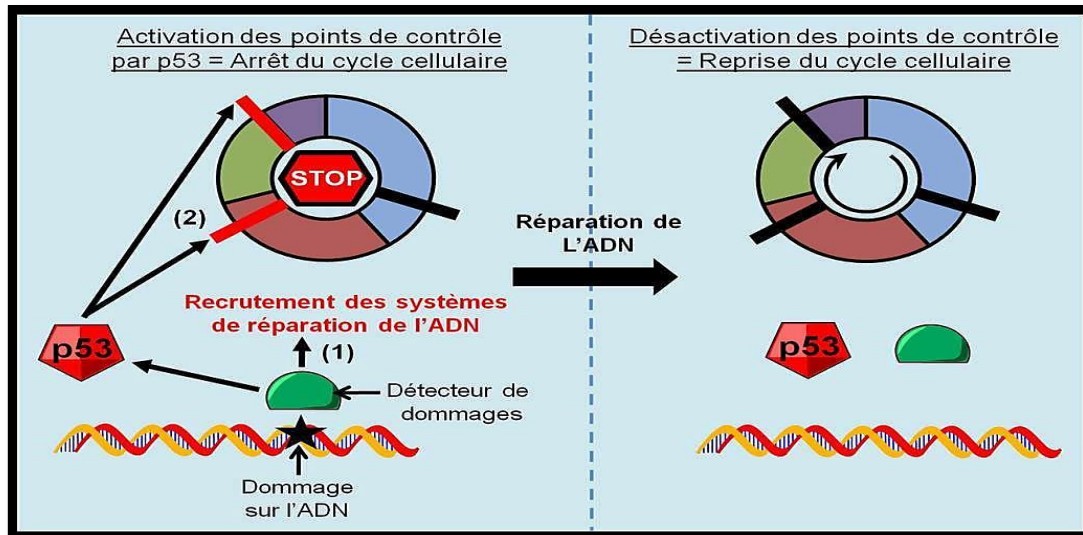 Activation des points de contrôle
par p53 = Arrêt du cycle cellulaire
STOP
(2)
Recrutement des systèmes
de réparation de l'ADN
(1)
p53
Détecteur de
dommages
Dommage
sur l'ADN
Réparation de
L'ADN
Désactivation des points de contrôle
= Reprise du cycle cellulaire
p53